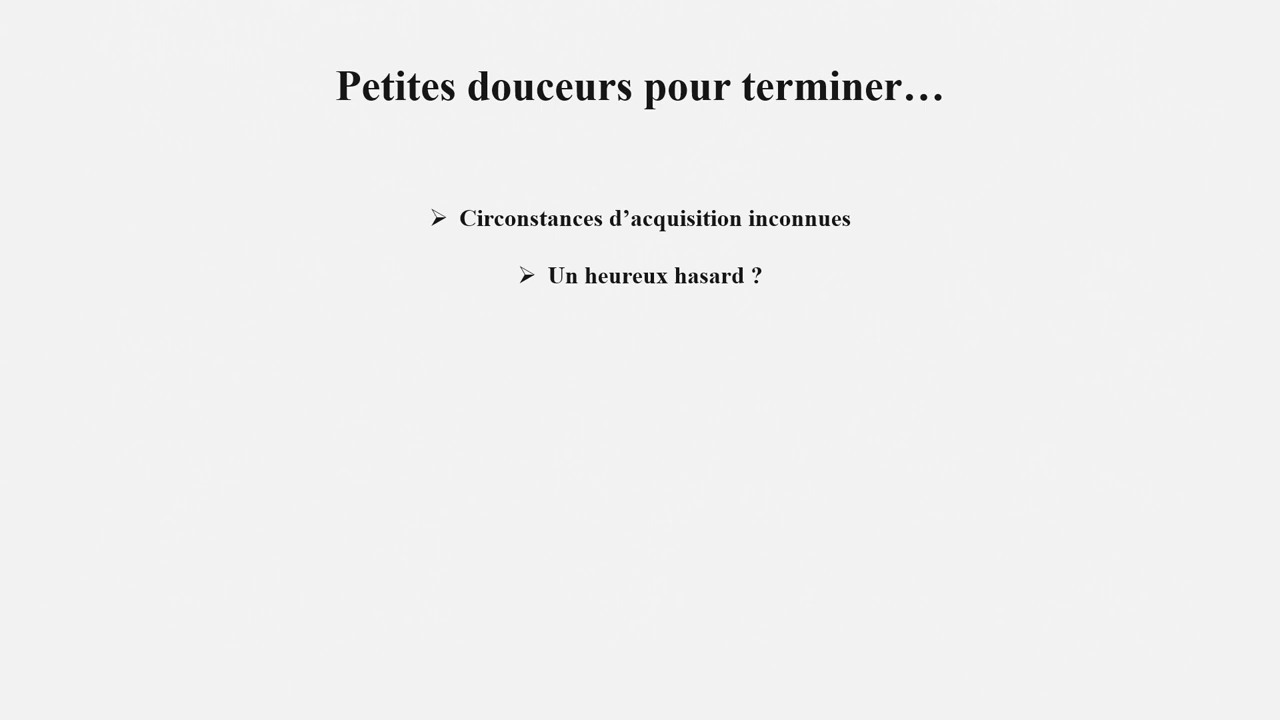 Petites douceurs pour terminer…
➢ Circonstances d’acquisition inconnues
➢ Un heureux hasard ?